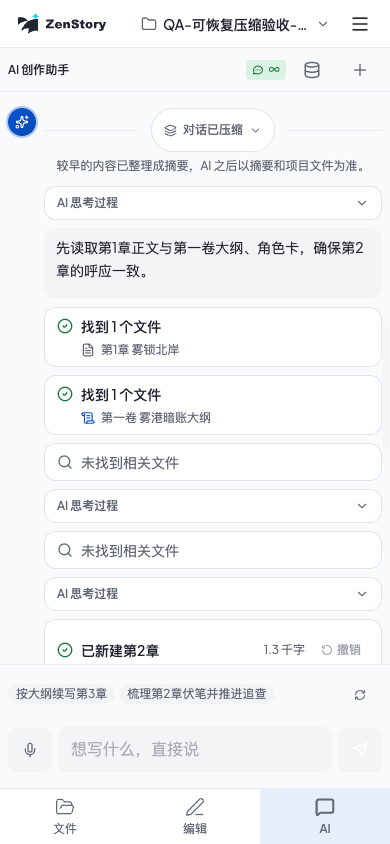 ZenStory
QA-可恢复压缩验收-...
AI 创作助手
对话已压缩
较早的内容已整理成摘要，AI 之后以摘要和项目文件为准。
AI 思考过程
先读取第1章正文与第一卷大纲、角色卡，确保第2
章的呼应一致。
找到 1 个文件
第1章 雾锁北岸
找到 1 个文件
第一卷 雾港暗账大纲
未找到相关文件
AI 思考过程
未找到相关文件
AI 思考过程
已新建第2章
1.3 千字
撤销
按大纲续写第3章
梳理第2章伏笔并推进追查
想写什么，直接说
文件
编辑
AI